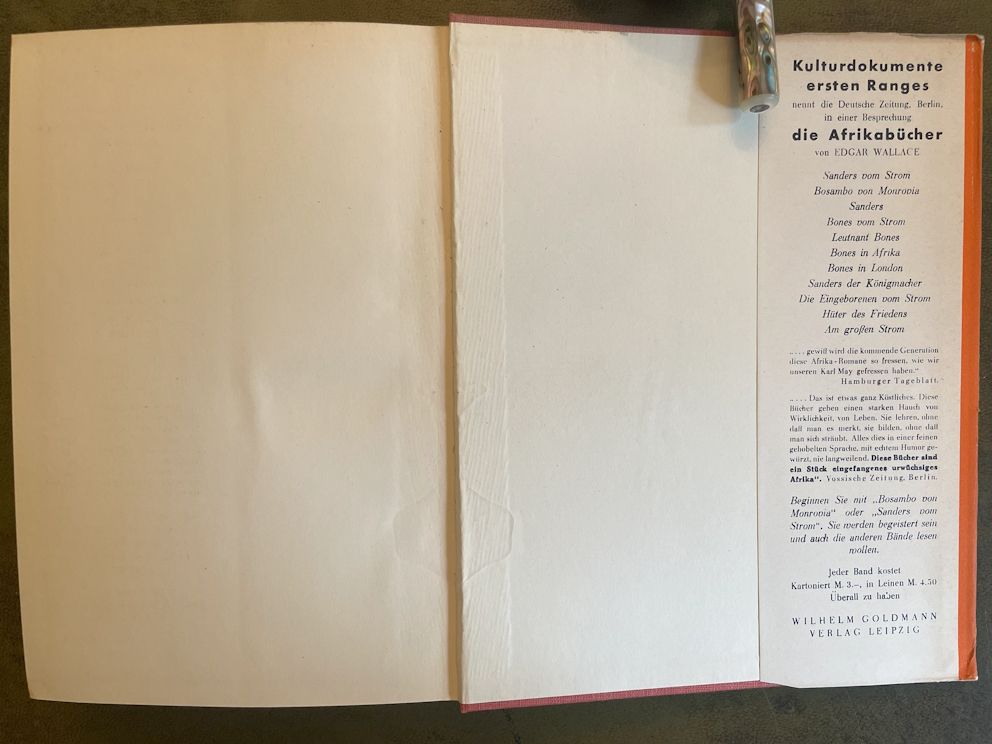 Kulturdokumente
ersten Ranges
nennt die Deutsche Zeitung, Berlin,
in einer Besprechung
die Afrikabücher
von EDGAR WALLACE
Sanders vom Strom
Bosambo von Monrovia
Sanders
Bones vom Strom
Leutnant Bones
Bones in Afrika
Bones in London
Sanders der Königmacher
Die Eingeborenen vom Strom
Hüter des Friedens
Am großen Strom
„ . . . . gewiß wird die kommende Generation
diese Afrika-Romane so fressen, wie wir
unseren Karl May gefressen haben.“
Hamburger Tageblatt.
„ . . . . Das ist etwas ganz Köstliches. Diese
Bücher geben einen starken Hauch von
Wirklichkeit, von Leben. Sie lehren, ohne
daß man es merkt, sie bilden, ohne daß
man sich sträubt. Alles dies in einer feinen
gehobelten Sprache, mit echtem Humor ge-
würzt, nie langweilend. Diese Bücher sind
ein Stück eingefangenes urwüchsiges
Afrika“. Vossische Zeitung, Berlin.
Beginnen Sie mit „Bosambo von
Monrovia“ oder „Sanders vom
Strom“. Sie werden begeistert sein
und auch die anderen Bände lesen
wollen.
Jeder Band kostet
Kartoniert M. 3.–, in Leinen M. 4.50
Überall zu haben
WILHELM GOLDMANN
VERLAG LEIPZIG